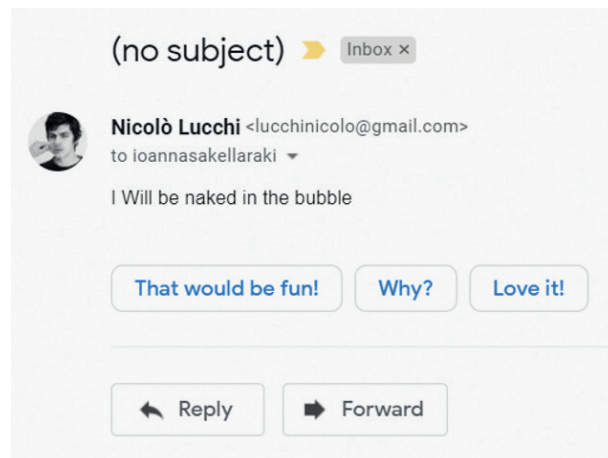 (no subject) Inbox ×
Nicolò Lucchi <lucchinicolo@gmail.com>
to ioannasakellaraki
I Will be naked in the bubble
That would be fun! Why? Love it!
Reply Forward